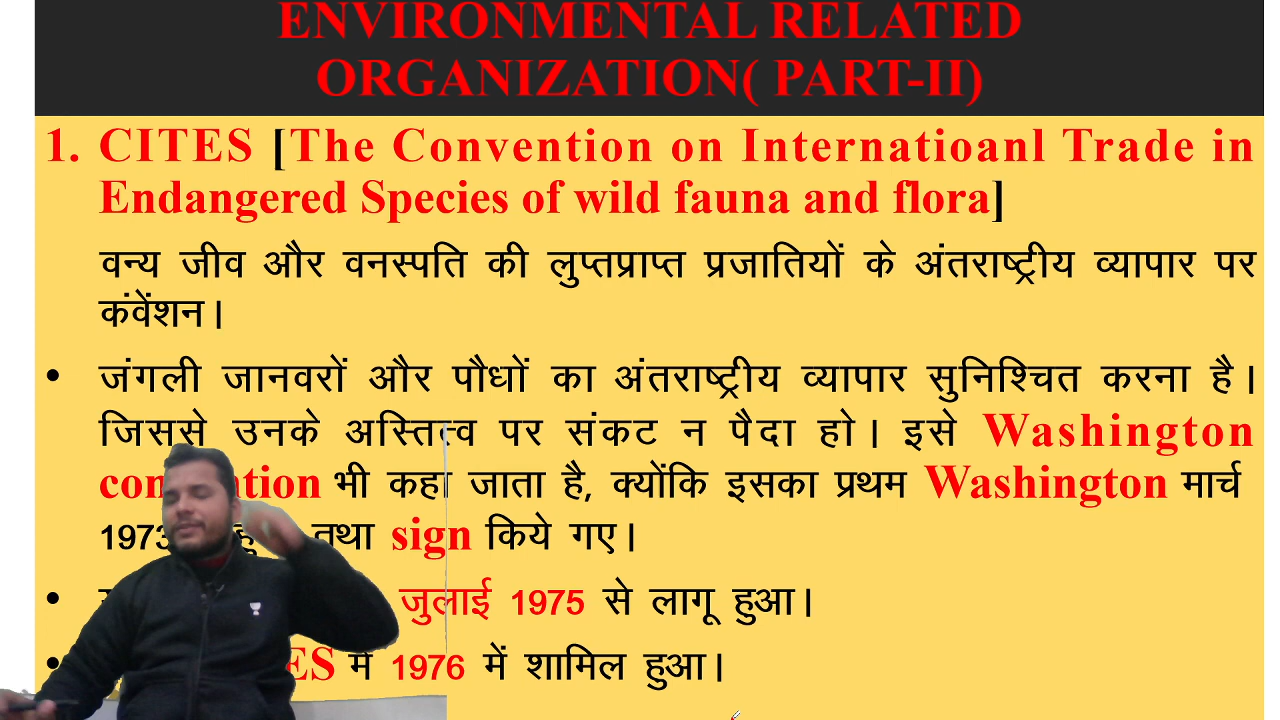 ENVIRONMENTAL RELATED
ORGANIZATION( PART-II)
1. CITES [The Convention on Internatioanl Trade in
Endangered Species of wild fauna and flora]
वन्य जीव और वनस्पति की लुप्तप्राप्त प्रजातियों के अंतराष्ट्रीय व्यापार पर
कंवेंशन।
• जंगली जानवरों और पौधों का अंतराष्ट्रीय व्यापार सुनिश्चित करना है।
जिससे उनके अस्तित्व पर संकट न पैदा हो। इसे Washington
भी कहा जाता है, क्योंकि इसका प्रथम Washington मार्च
1973 तथा sign किये गए।
• जुलाई 1975 से लागू हुआ।
• में 1976 में शामिल हुआ।